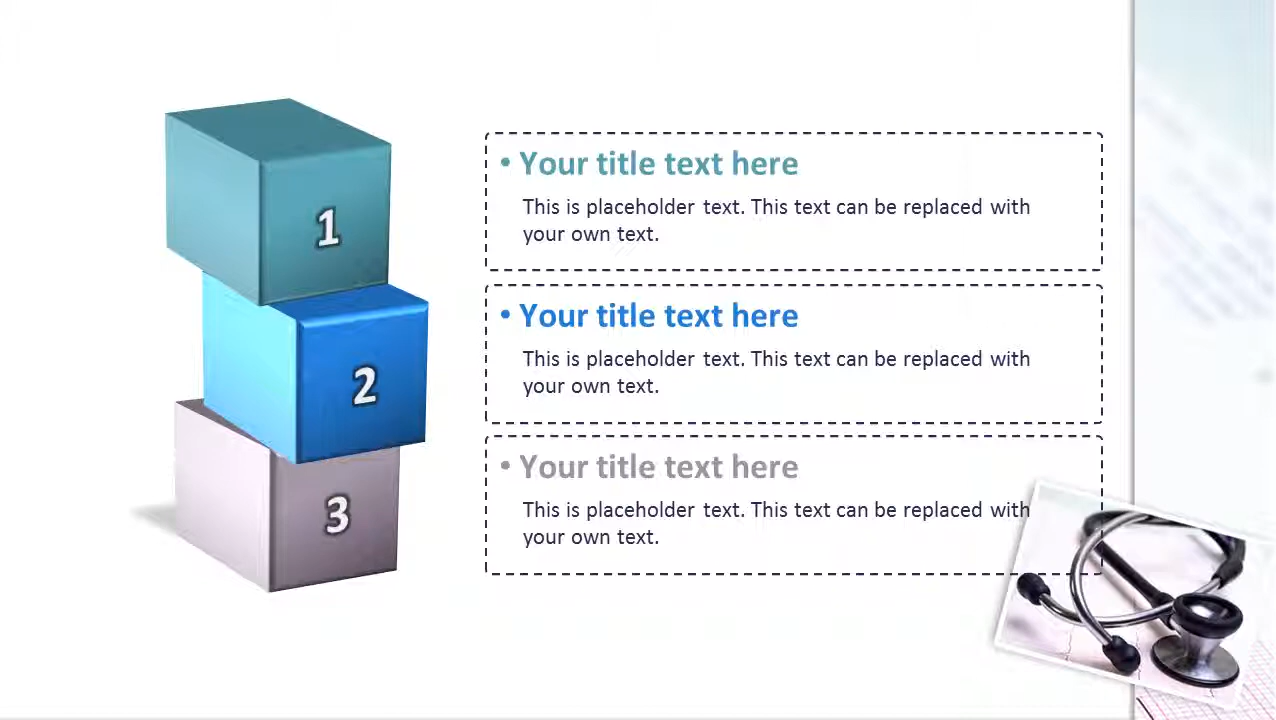 1
• Your title text here
This is placeholder text. This text can be replaced with
your own text.
2
• Your title text here
This is placeholder text. This text can be replaced with
your own text.
3
• Your title text here
This is placeholder text. This text can be replaced with
your own text.